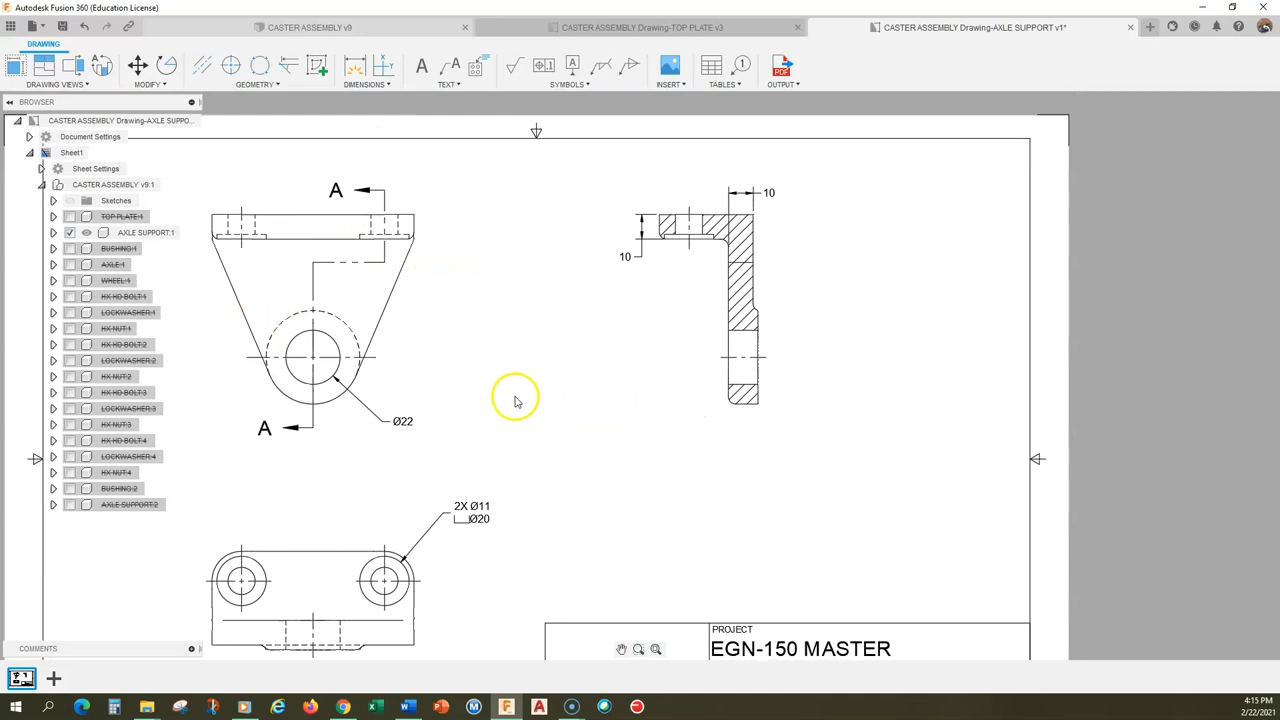 Autodesk Fusion 360 (Education License)
CASTER ASSEMBLY v9
CASTER ASSEMBLY Drawing-TOP PLATE v3
CASTER ASSEMBLY Drawing-AXLE SUPPORT v1*
DRAWING
DRAWING VIEWS
MODIFY
GEOMETRY
DIMENSIONS
TEXT
SYMBOLS
INSERT
TABLES
OUTPUT
BROWSER
CASTER ASSEMBLY Drawing-AXLE SUPPO...
Document Settings
Sheet1
Sheet Settings
CASTER ASSEMBLY v9:1
Sketches
TOP PLATE:1
AXLE SUPPORT:1
BUSHING:1
AXLE:1
WHEEL:1
HX HD BOLT:1
LOCKWASHER:1
HX NUT:1
HX HD BOLT:2
LOCKWASHER:2
HX NUT:2
HX HD BOLT:3
LOCKWASHER:3
HX NUT:3
HX HD BOLT:4
LOCKWASHER:4
HX NUT:4
BUSHING:2
AXLE SUPPORT:2
A
10
10
A
Ø22
2X Ø11
⌴Ø20
PROJECT
EGN-150 MASTER
COMMENTS
4:15 PM
2/22/2021